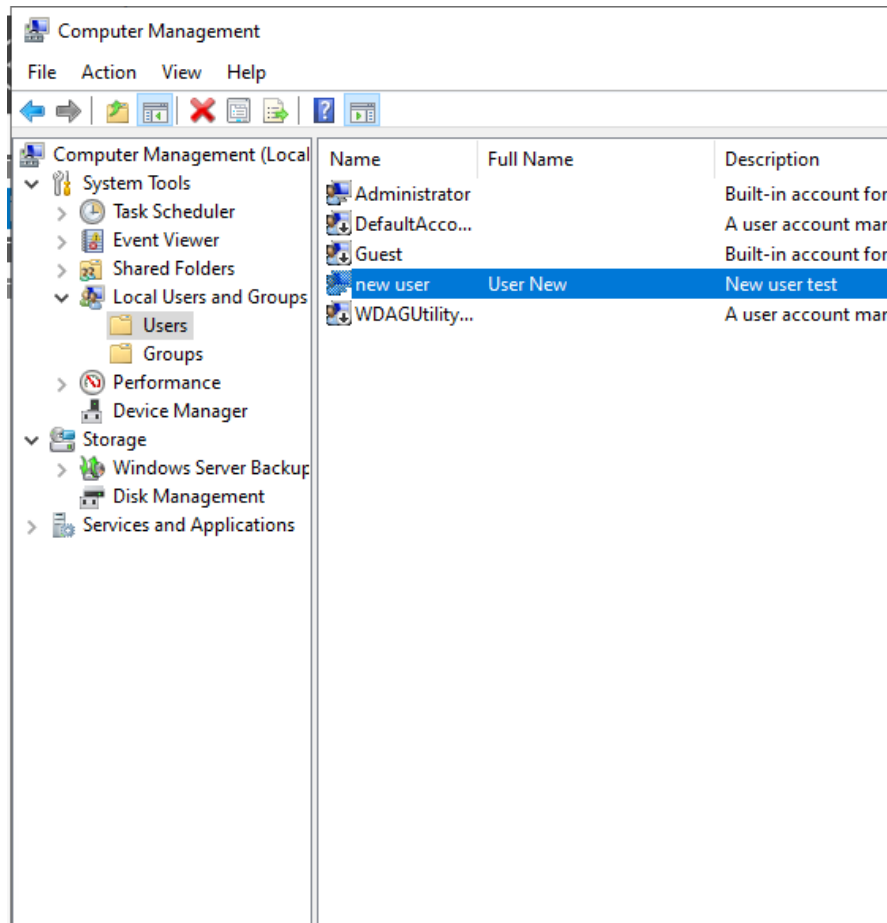 Computer Management
File Action View Help
Computer Management (Local
System Tools
Task Scheduler
Event Viewer
Shared Folders
Local Users and Groups
Users
Groups
Performance
Device Manager
Storage
Windows Server Backup
Disk Management
Services and Applications
Name Full Name Description
Administrator Built-in account for
DefaultAcco... A user account mar
Guest Built-in account for
new user User New New user test
WDAGUtility... A user account mar